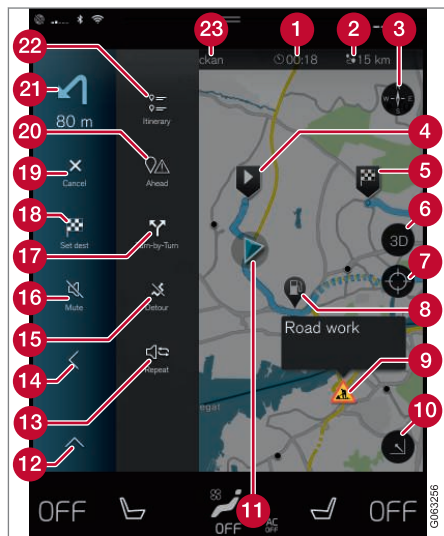 23
1
2
3
22
ckan
00:18
15 km
W
E
21
80 m
Itinerary
20
4
5
19
Cancel
Ahead
18
Set dest
17
rn-by-Turn
6
3D
7
16
Mute
15
Detour
8
Road work
14
13
Repeat
9
egat
12
11
10
OFF
OFF
AC
OFF
OFF
G063256